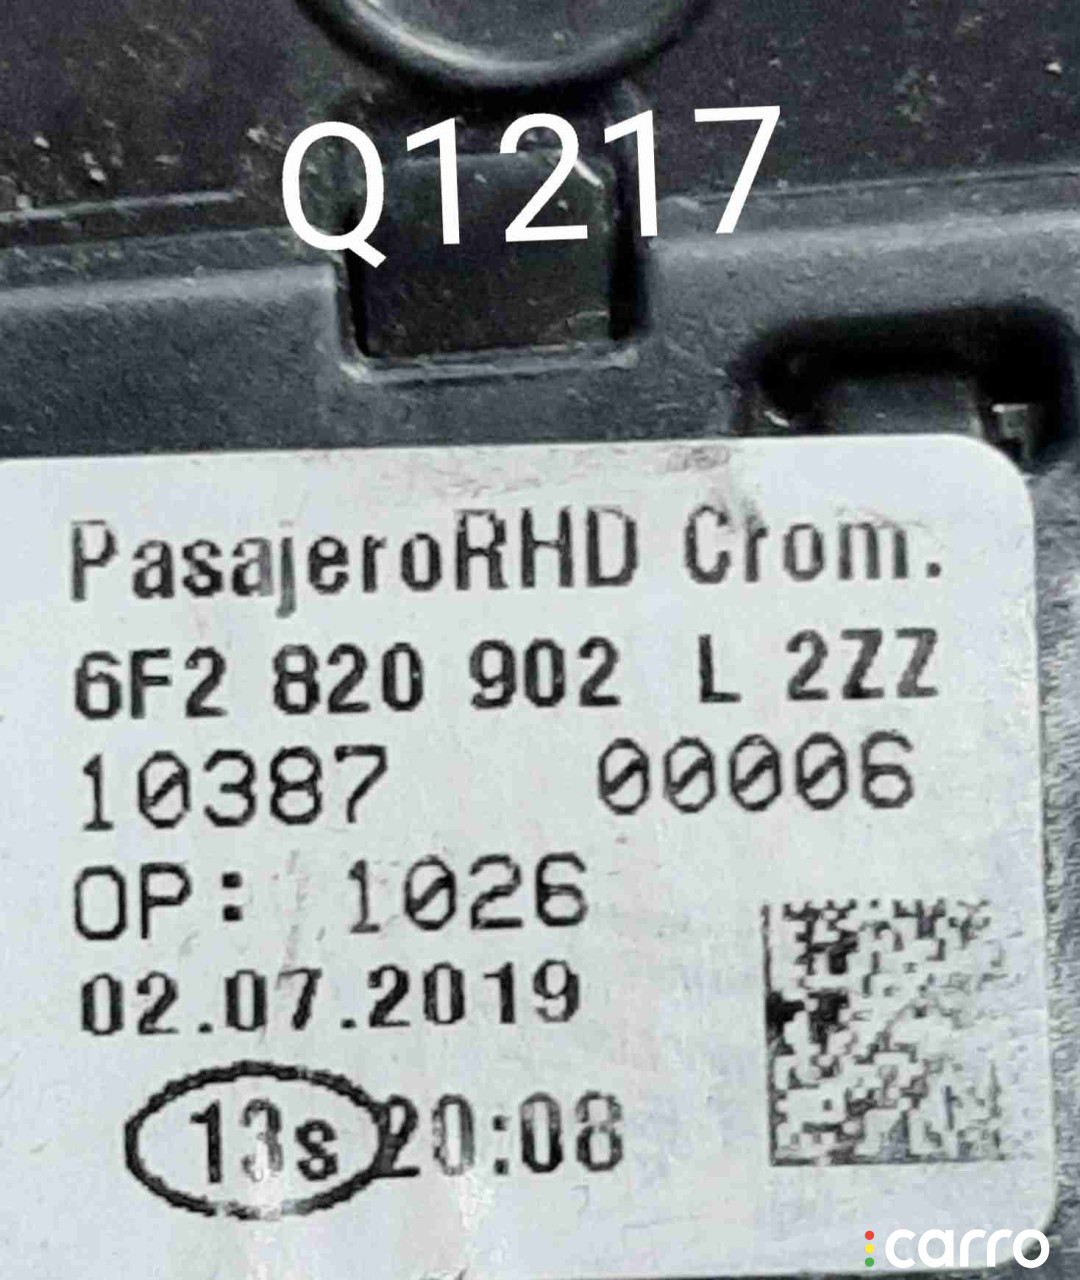 Q1217
PasajeroRHD Crom.
6F2 820 902 L 2ZZ
10387 00006
OP: 1026
02.07.2019
13s 20:08
carro